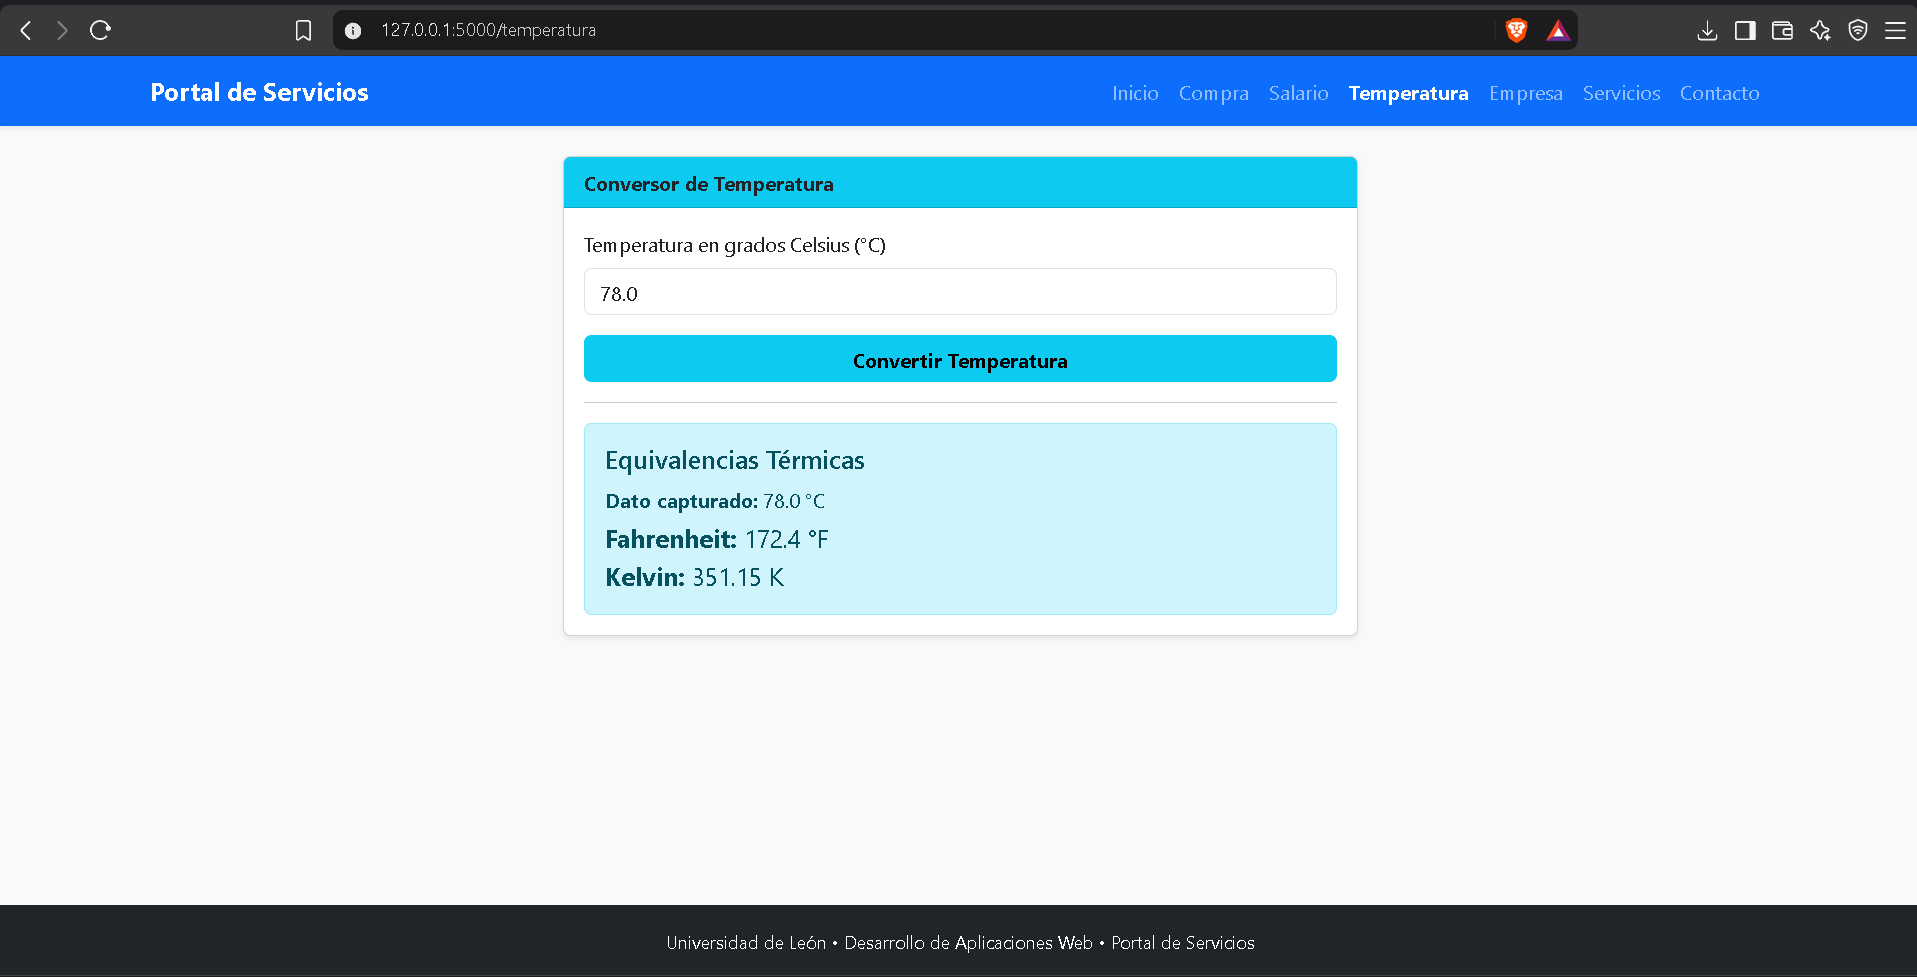 127.0.0.1:5000/temperatura
Portal de Servicios
Inicio Compra Salario Temperatura Empresa Servicios Contacto
Conversor de Temperatura
Temperatura en grados Celsius (°C)
78.0
Convertir Temperatura
Equivalencias Térmicas
Dato capturado: 78.0 °C
Fahrenheit: 172.4 °F
Kelvin: 351.15 K
Universidad de León • Desarrollo de Aplicaciones Web • Portal de Servicios